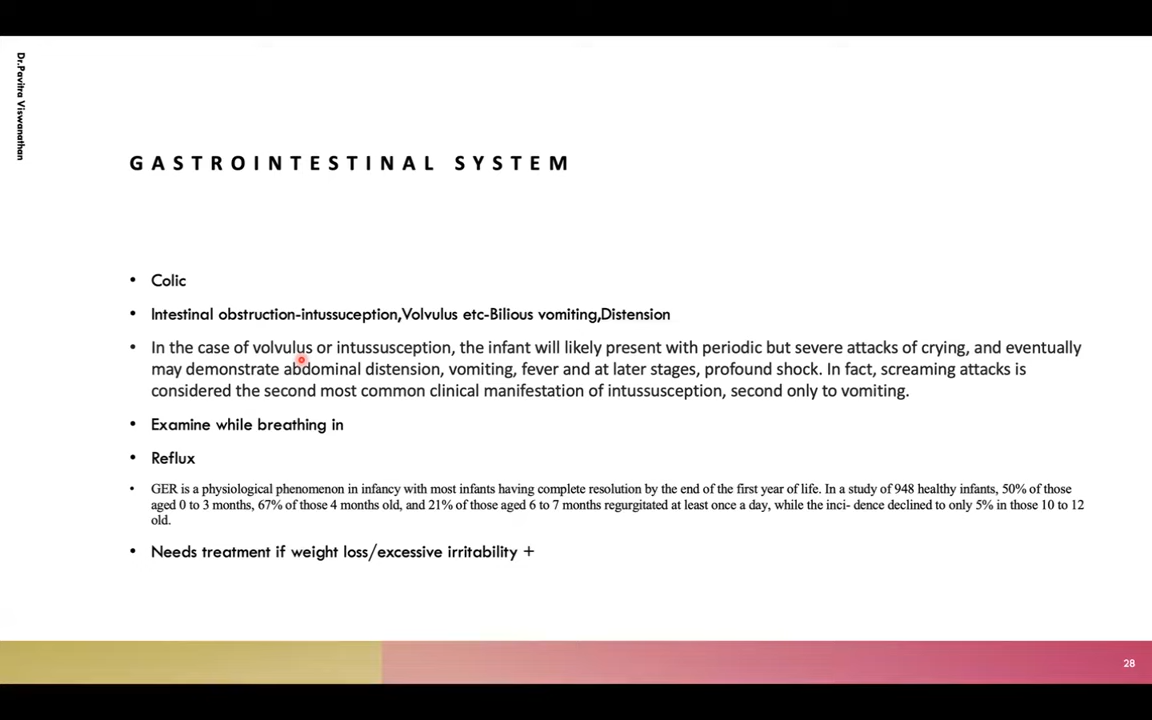 Dr.Pavitra Viswanathan
GASTROINTESTINAL SYSTEM
• Colic
• Intestinal obstruction-intussuception,Volvulus etc-Bilious vomiting,Distension
• In the case of volvulus or intussusception, the infant will likely present with periodic but severe attacks of crying, and eventually
may demonstrate abdominal distension, vomiting, fever and at later stages, profound shock. In fact, screaming attacks is
considered the second most common clinical manifestation of intussusception, second only to vomiting.
• Examine while breathing in
• Reflux
• GER is a physiological phenomenon in infancy with most infants having complete resolution by the end of the first year of life. In a study of 948 healthy infants, 50% of those
aged 0 to 3 months, 67% of those 4 months old, and 21% of those aged 6 to 7 months regurgitated at least once a day, while the inci- dence declined to only 5% in those 10 to 12
old.
• Needs treatment if weight loss/excessive irritability +
28